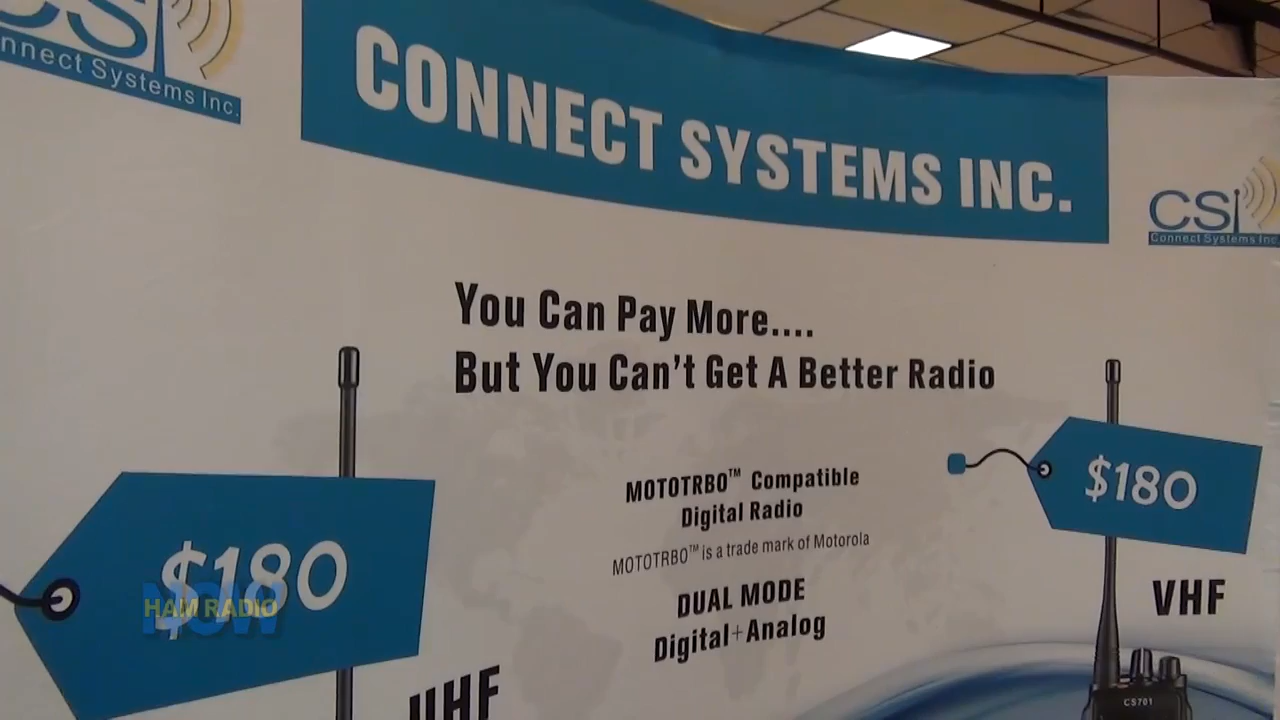 CSI
nnect Systems Inc.
CONNECT SYSTEMS INC.
CSI
Connect Systems Inc
You Can Pay More....
But You Can't Get A Better Radio
MOTOTRBO™ Compatible
Digital Radio
MOTOTRBO™ is a trade mark of Motorola
DUAL MODE
Digital+Analog
$180
HAM RADIO
NOW
UHF
$180
VHF
CS701